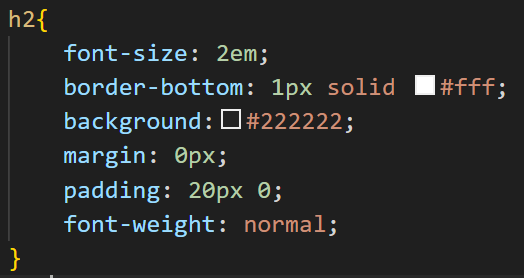 h2{
    font-size: 2em;
    border-bottom: 1px solid #fff;
    background:#222222;
    margin: 0px;
    padding: 20px 0;
    font-weight: normal;
}